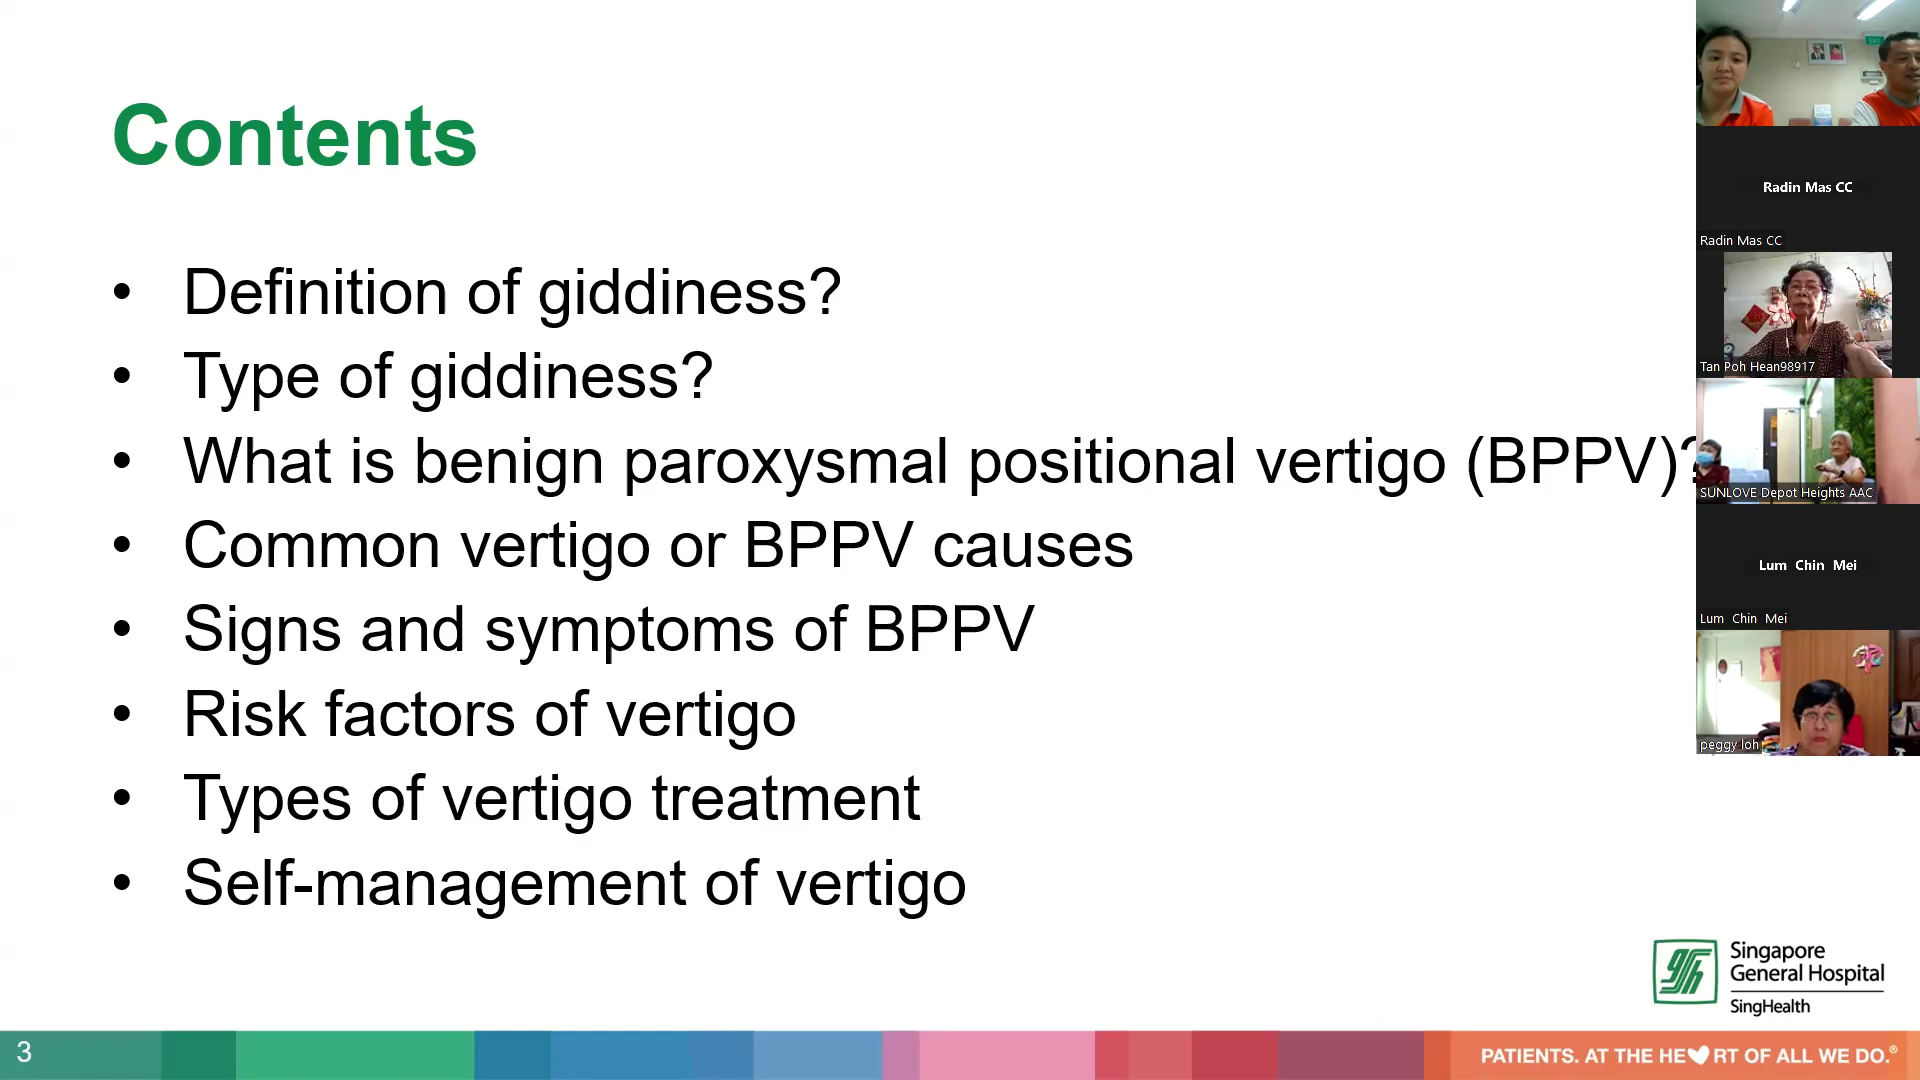 Contents
• Definition of giddiness?
• Type of giddiness?
• What is benign paroxysmal positional vertigo (BPPV)?
• Common vertigo or BPPV causes
• Signs and symptoms of BPPV
• Risk factors of vertigo
• Types of vertigo treatment
• Self-management of vertigo
EXIT
Radin Mas CC
Radin Mas CC
Tan Poh Hean98917
SUNLOVE Depot Heights AAC
Lum Chin Mei
Lum Chin Mei
peggy loh
Singapore
General Hospital
SingHealth
3
PATIENTS. AT THE HE♥RT OF ALL WE DO.®